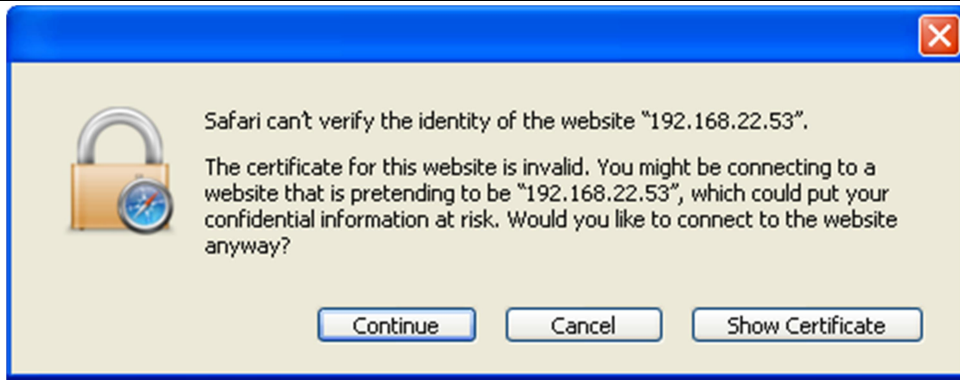 Safari can't verify the identity of the website "192.168.22.53".
The certificate for this website is invalid. You might be connecting to a
website that is pretending to be "192.168.22.53", which could put your
confidential information at risk. Would you like to connect to the website
anyway?
Continue Cancel Show Certificate